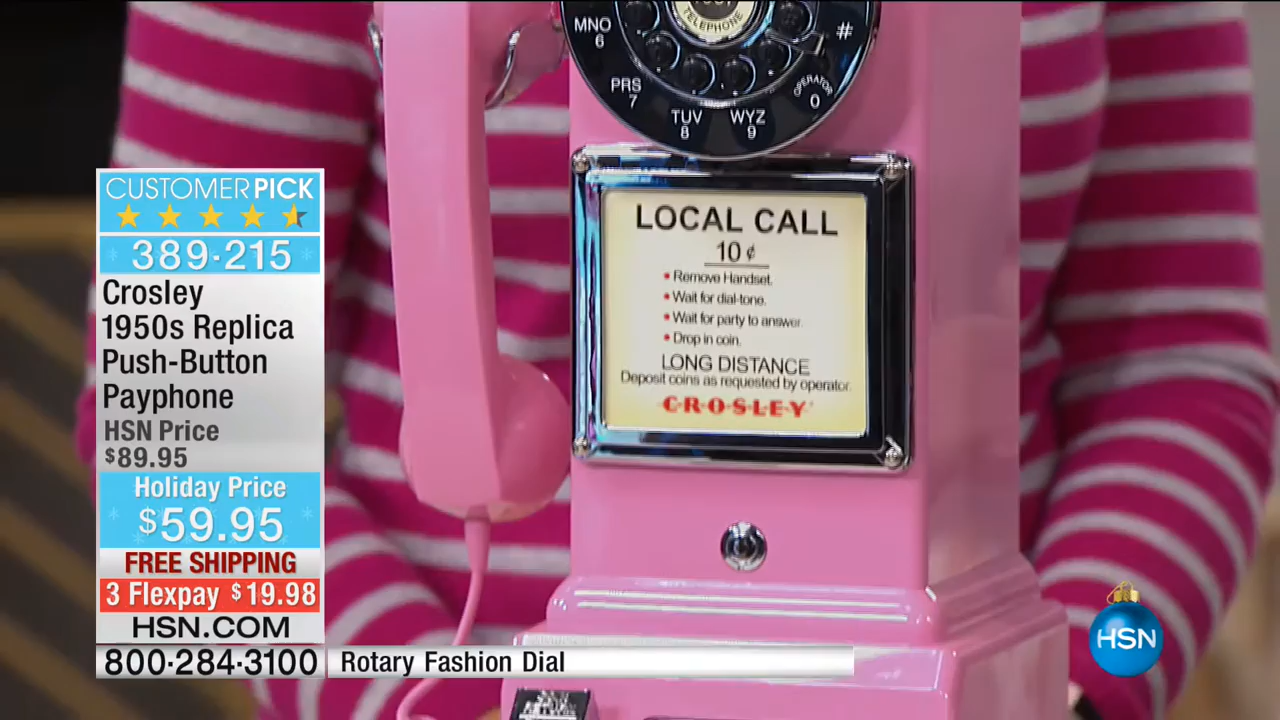 TELEPHONE
MNO
6
PRS
7
TUV
8
WYZ
9
OPERATOR
0
#
LOCAL CALL
10 ¢
• Remove Handset.
• Wait for dial-tone.
• Wait for party to answer.
• Drop in coin.
LONG DISTANCE
Deposit coins as requested by operator.
CROSLEY
CUSTOMER PICK
389-215
Crosley
1950s Replica
Push-Button
Payphone
HSN Price
$89.95
Holiday Price
$59.95
FREE SHIPPING
3 Flexpay $19.98
HSN.COM
800-284-3100
Rotary Fashion Dial
HSN